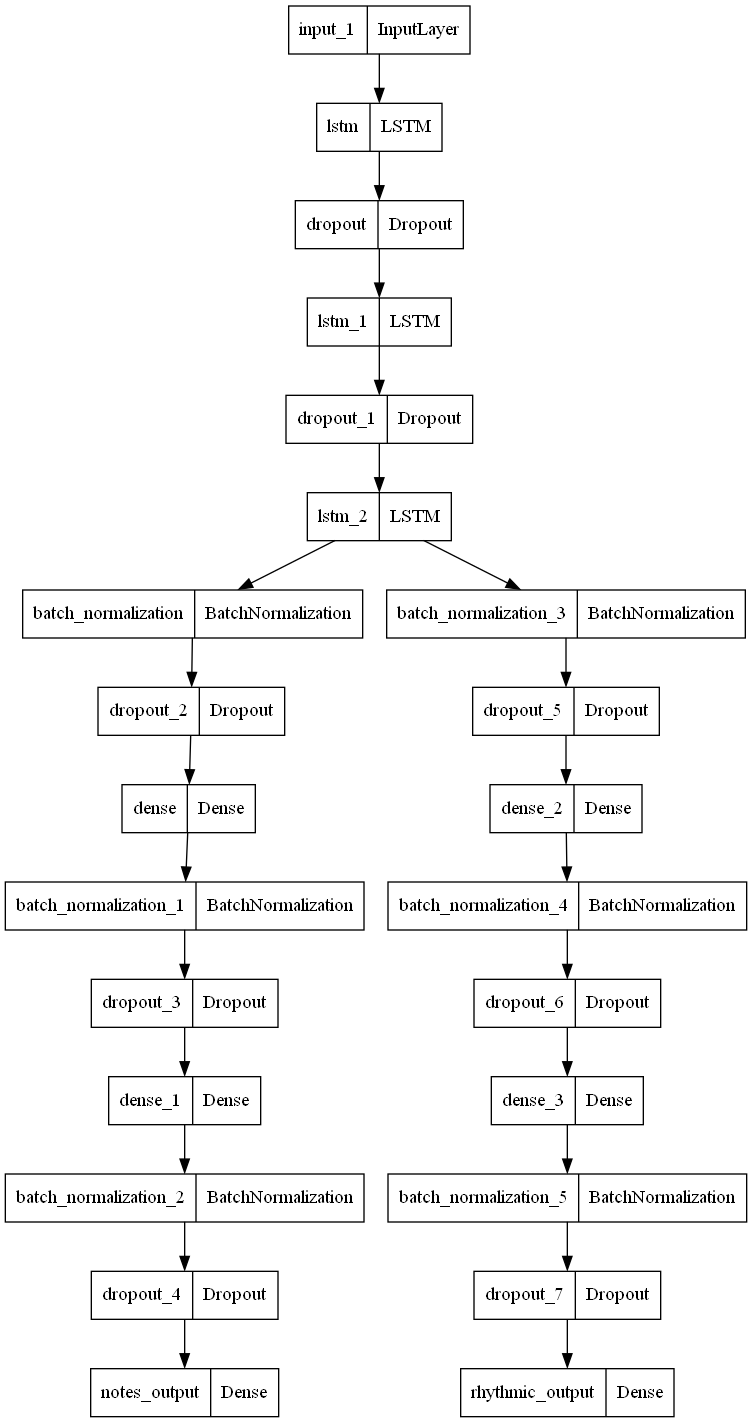 input_1 InputLayer
lstm LSTM
dropout Dropout
lstm_1 LSTM
dropout_1 Dropout
lstm_2 LSTM
batch_normalization BatchNormalization
batch_normalization_3 BatchNormalization
dropout_2 Dropout
dropout_5 Dropout
dense Dense
dense_2 Dense
batch_normalization_1 BatchNormalization
batch_normalization_4 BatchNormalization
dropout_3 Dropout
dropout_6 Dropout
dense_1 Dense
dense_3 Dense
batch_normalization_2 BatchNormalization
batch_normalization_5 BatchNormalization
dropout_4 Dropout
dropout_7 Dropout
notes_output Dense
rhythmic_output Dense